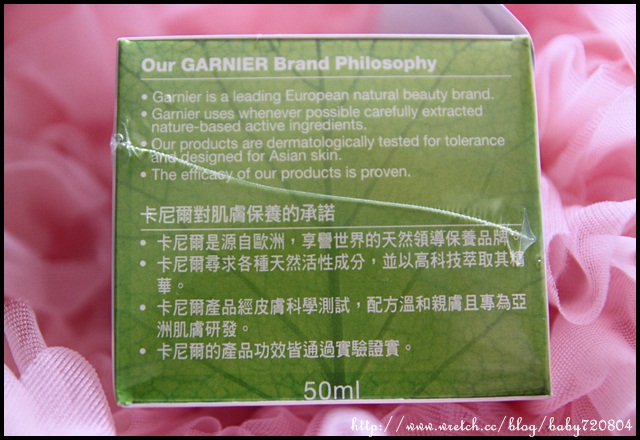 Our GARNIER Brand Philosophy
• Garnier is a leading European natural beauty brand.
• Garnier uses whenever possible carefully extracted
nature-based active ingredients.
• Our products are dermatologically tested for tolerance
and designed for Asian skin.
• The efficacy of our products is proven.
卡尼爾對肌膚保養的承諾
• 卡尼爾是源自歐洲，享譽世界的天然領導保養品牌。
• 卡尼爾尋求各種天然活性成分，並以高科技萃取其精
華。
• 卡尼爾產品經皮膚科學測試，配方溫和親膚且專為亞
洲肌膚研發。
• 卡尼爾的產品功效皆通過實驗證實。
50ml
http://www.wretch.cc/blog/baby720804